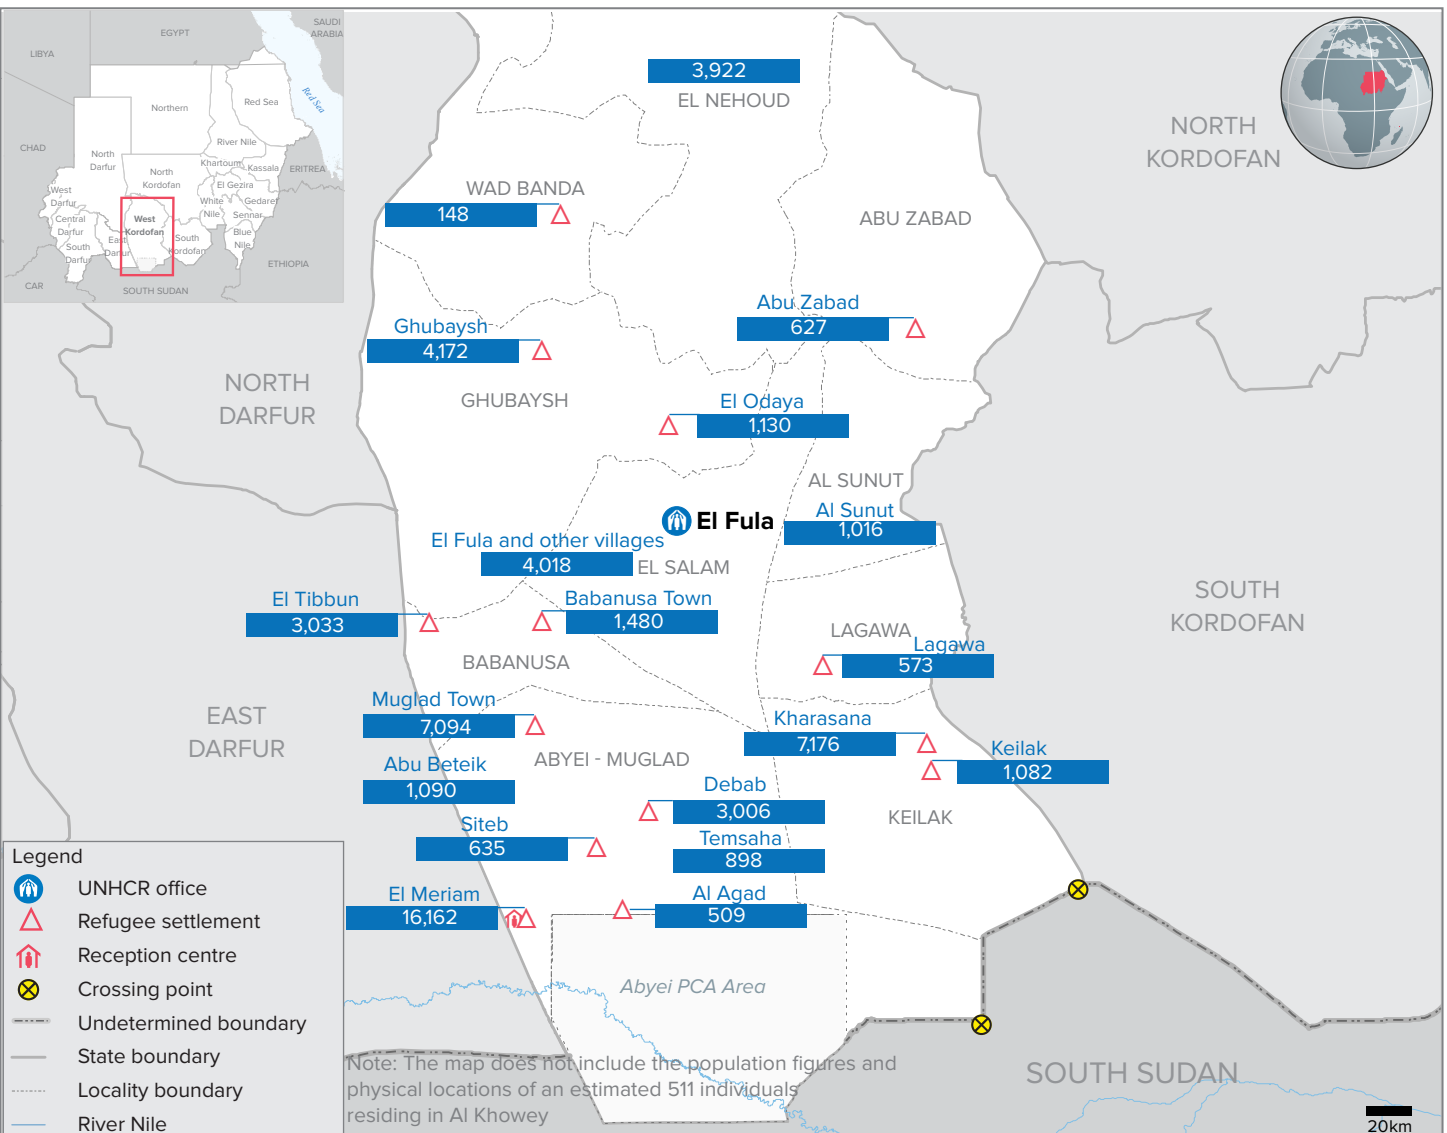 SAUDI
ARABIA
EGYPT
LIBYA
Red Sea
Northern
Red Sea
CHAD
River Nile
North
Darfur
Khartoum
Kassala
ERITREA
North
Kordofan
El Gezira
West
Darfur
White
Nile
Gedaref
Sennar
Central
Darfur
West
Kordofan
Blue
Nile
East
Darfur
South
Kordofan
South
Darfur
ETHIOPIA
CAR
SOUTH SUDAN
3,922
EL NEHOUD
NORTH
KORDOFAN
WAD BANDA
148
ABU ZABAD
Abu Zabad
627
Ghubaysh
4,172
NORTH
DARFUR
GHUBAYSH
El Odaya
1,130
AL SUNUT
Al Sunut
1,016
El Fula
El Fula and other villages
4,018
EL SALAM
SOUTH
KORDOFAN
El Tibbun
3,033
Babanusa Town
1,480
LAGAWA
Lagawa
573
BABANUSA
Muglad Town
7,094
EAST
DARFUR
Kharasana
7,176
Keilak
1,082
ABYEI - MUGLAD
Abu Beteik
1,090
Debab
3,006
KEILAK
Siteb
635
Temsaha
898
El Meriam
16,162
Al Agad
509
Abyei PCA Area
Legend
UNHCR office
Refugee settlement
Reception centre
Crossing point
Undetermined boundary
State boundary
Locality boundary
River Nile
Note: The map does not include the population figures and
physical locations of an estimated 511 individuals
residing in Al Khowey
SOUTH SUDAN
20km